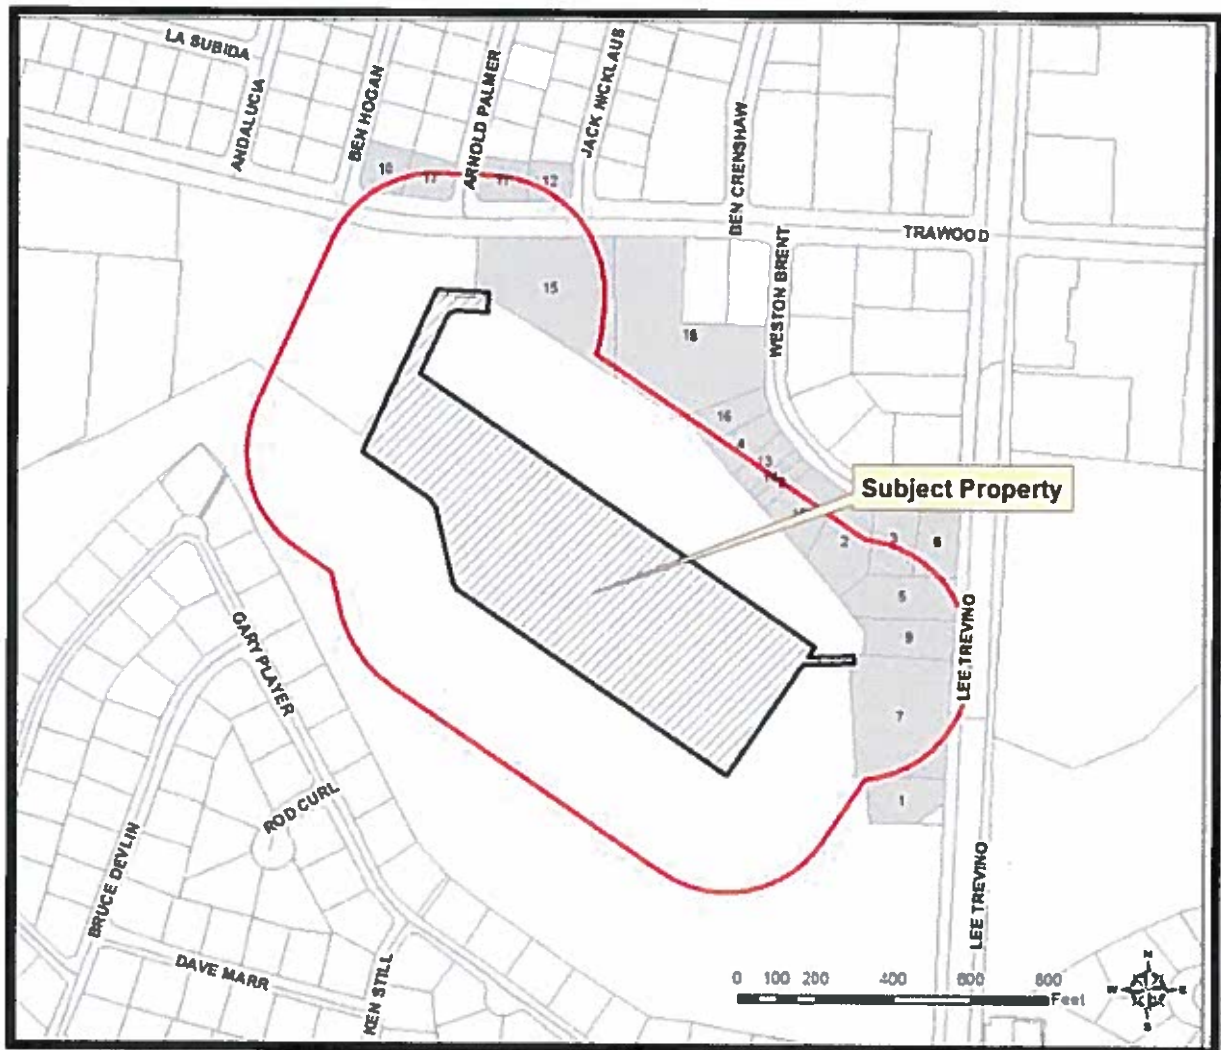 LA SUBIDA
ANDALUCIA
BEN HOGAN
ARNOLD PALMER
JACK NICKLAUS
BEN CRENSHAW
10
11
12
TRAWOOD
WESTON BRENT
15
16
4
13
Subject Property
2
3
6
5
9
LEE TREVINO
7
1
GARY PLAYER
ROD CURL
BRUCE DEVLIN
DAVE MARR
KEN STILL
LEE TREVINO
0 100 200 400 600 800
Feet
N
W E
S